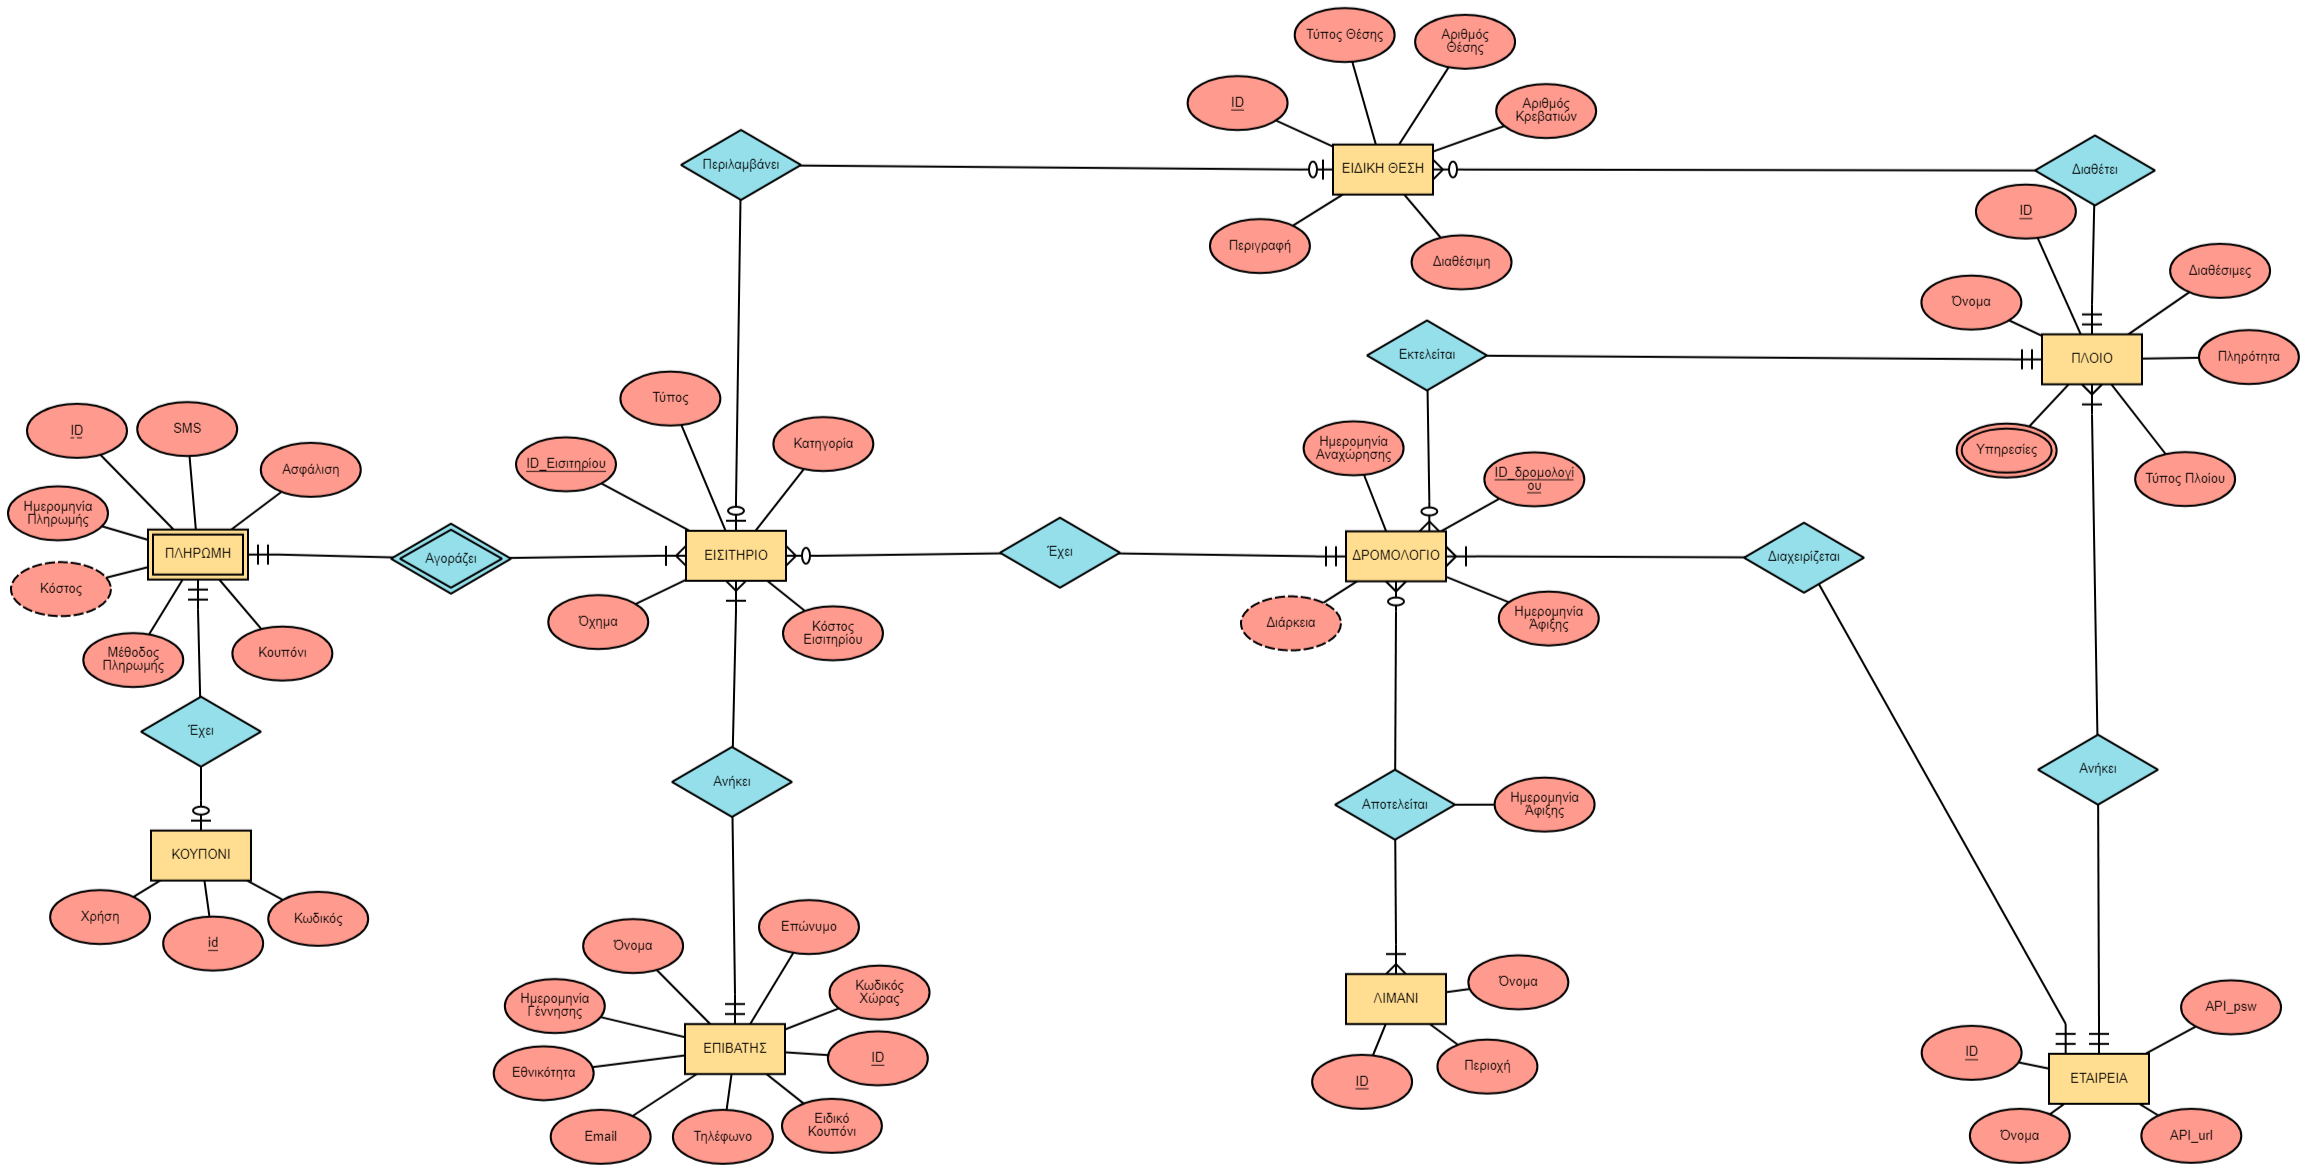 Τύπος Θέσης
Αριθμός
Θέσης
ID
Αριθμός
Κρεβατιών
Περιλαμβάνει
ΕΙΔΙΚΗ ΘΕΣΗ
Διαθέτει
ID
Περιγραφή
Διαθέσιμη
Διαθέσιμες
Όνομα
Εκτελείται
ΠΛΟΙΟ
Πληρότητα
Υπηρεσίες
Τύπος Πλοίου
Τύπος
Κατηγορία
ID_Εισιτηρίου
ID
SMS
Ασφάλιση
Ημερομηνία
Πληρωμής
ΠΛΗΡΩΜΗ
Κόστος
Μέθοδος
Πληρωμής
Κουπόνι
Αγοράζει
ΕΙΣΙΤΗΡΙΟ
Όχημα
Κόστος
Εισιτηρίου
Έχει
Ημερομηνία
Αναχώρησης
ID_δρομολογί
ου
ΔΡΟΜΟΛΟΓΙΟ
Διάρκεια
Ημερομηνία
Άφιξης
Διαχειρίζεται
Έχει
Ανήκει
Αποτελείται
Ημερομηνία
Άφιξης
Ανήκει
ΚΟΥΠΟΝΙ
Χρήση
id
Κωδικός
Όνομα
Επώνυμο
Κωδικός
Χώρας
Ημερομηνία
Γέννησης
ΕΠΙΒΑΤΗΣ
ID
Εθνικότητα
Email
Τηλέφωνο
Ειδικό
Κουπόνι
ΛΙΜΑΝΙ
Όνομα
ID
Περιοχή
API_psw
ID
ΕΤΑΙΡΕΙΑ
Όνομα
API_url